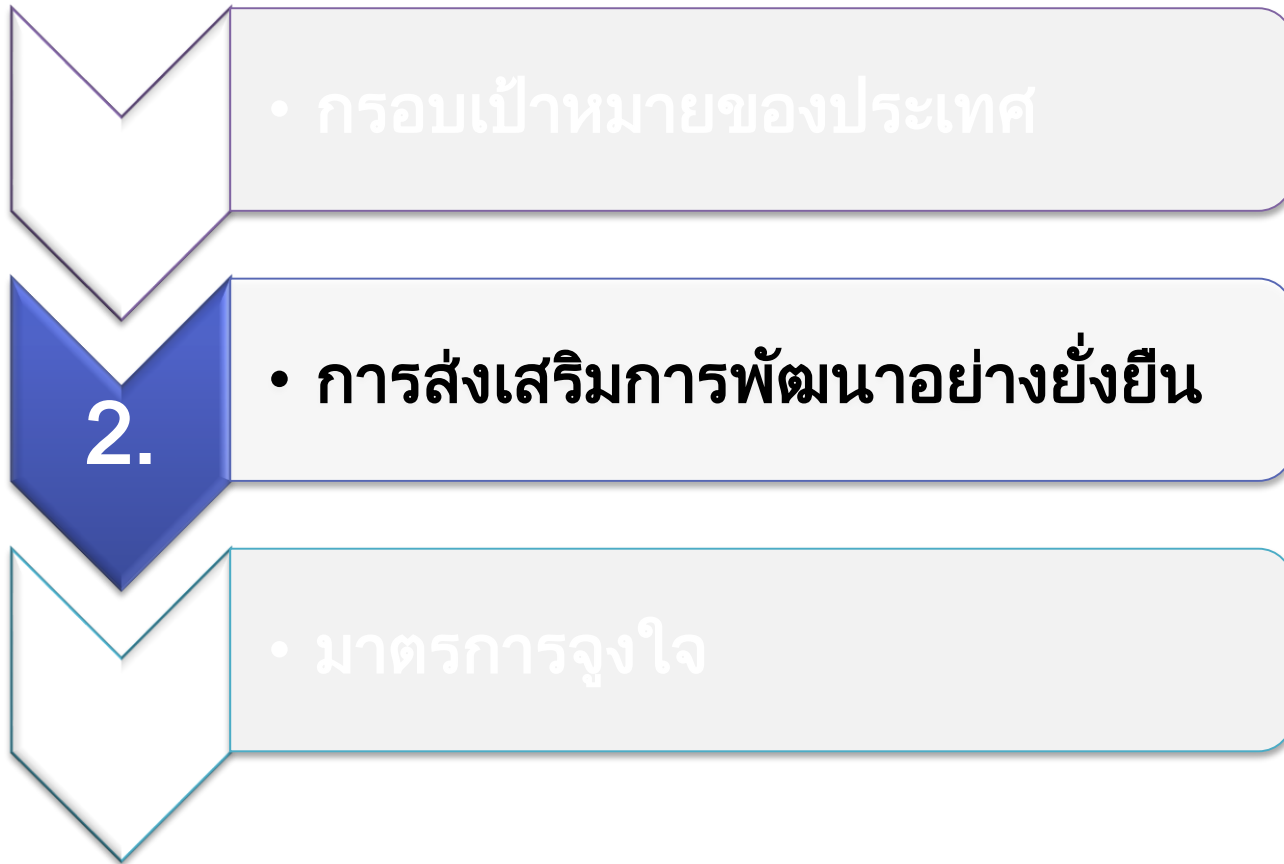 • กรอบเป้าหมายของประเทศ
2.
• การส่งเสริมการพัฒนาอย่างยั่งยืน
• มาตรการจูงใจ